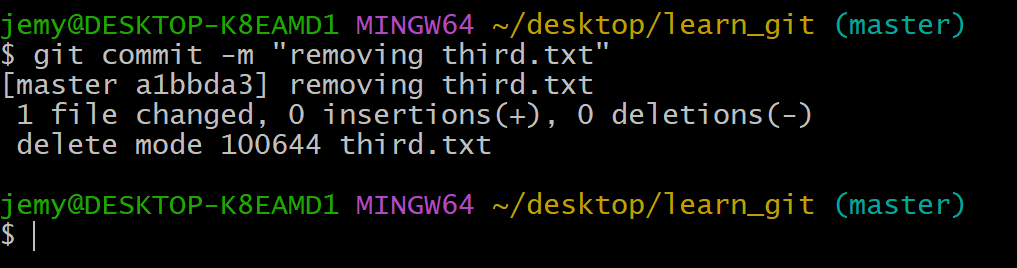 jemy@DESKTOP-K8EAMD1 MINGW64 ~/desktop/learn_git (master)
$ git commit -m "removing third.txt"
[master a1bbda3] removing third.txt
 1 file changed, 0 insertions(+), 0 deletions(-)
 delete mode 100644 third.txt

jemy@DESKTOP-K8EAMD1 MINGW64 ~/desktop/learn_git (master)
$